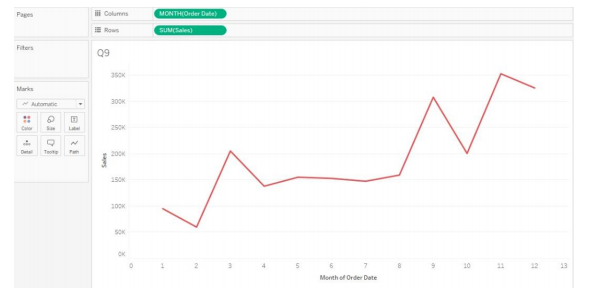 Pages
Columns
MONTH(Order Date)
Rows
SUM(Sales)
Filters
Q9
Marks
Automatic
Color Size Label
Detail Tooltip Path
Sales
350K
300K
250K
200K
150K
100K
50K
0K
0 1 2 3 4 5 6 7 8 9 10 11 12 13
Month of Order Date